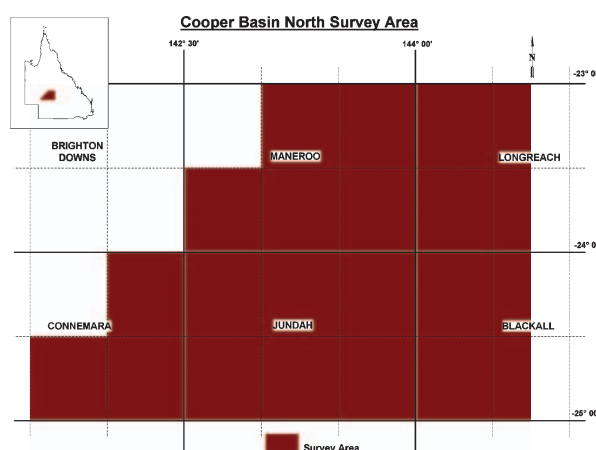 Cooper Basin North Survey Area
142° 30'
144° 00'
N
-23° 0
BRIGHTON
DOWNS
MANEROO
LONGREACH
-24° 0
CONNEMARA
JUNDAH
BLACKALL
-25° 00
Survey Area